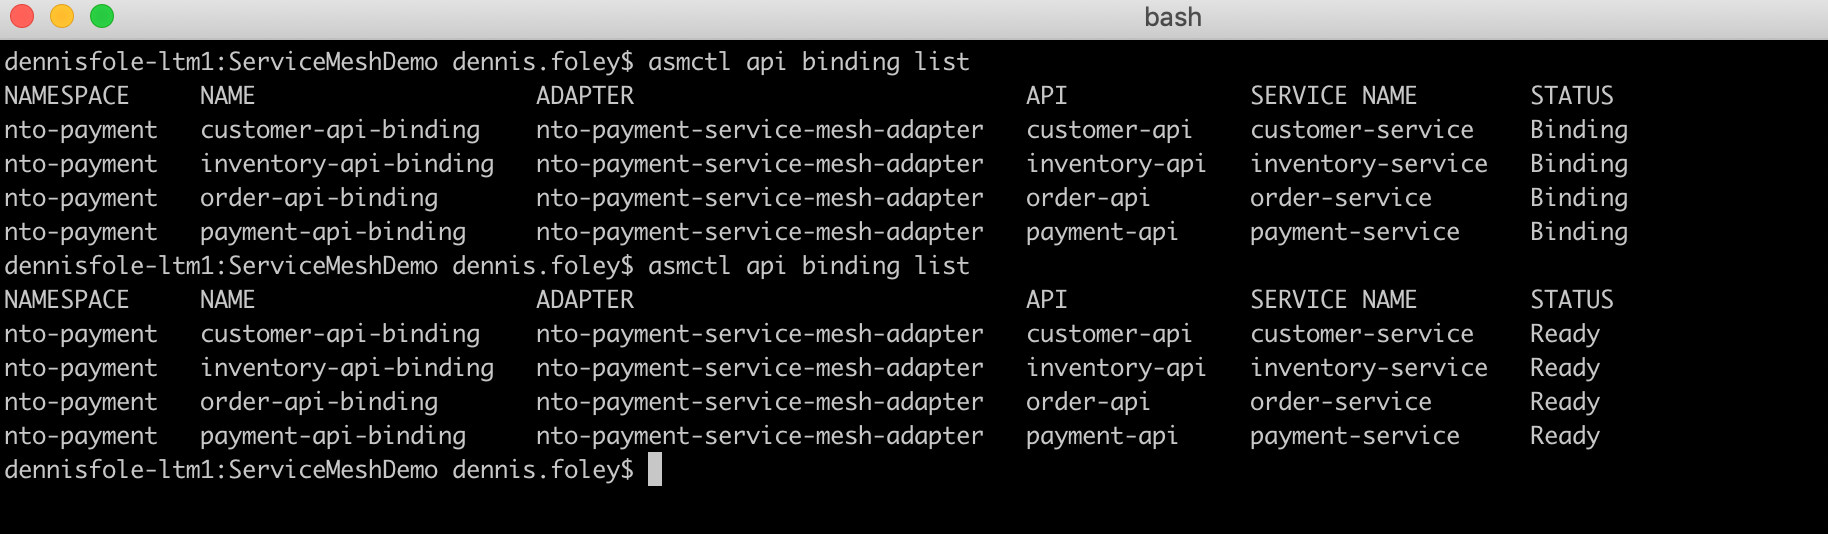 bash
dennisfole-ltm1:ServiceMeshDemo dennis.foley$ asmctl api binding list
NAMESPACE     NAME                    ADAPTER                            API             SERVICE NAME        STATUS
nto-payment   customer-api-binding    nto-payment-service-mesh-adapter   customer-api    customer-service    Binding
nto-payment   inventory-api-binding   nto-payment-service-mesh-adapter   inventory-api   inventory-service   Binding
nto-payment   order-api-binding       nto-payment-service-mesh-adapter   order-api       order-service       Binding
nto-payment   payment-api-binding     nto-payment-service-mesh-adapter   payment-api     payment-service     Binding
dennisfole-ltm1:ServiceMeshDemo dennis.foley$ asmctl api binding list
NAMESPACE     NAME                    ADAPTER                            API             SERVICE NAME        STATUS
nto-payment   customer-api-binding    nto-payment-service-mesh-adapter   customer-api    customer-service    Ready
nto-payment   inventory-api-binding   nto-payment-service-mesh-adapter   inventory-api   inventory-service   Ready
nto-payment   order-api-binding       nto-payment-service-mesh-adapter   order-api       order-service       Ready
nto-payment   payment-api-binding     nto-payment-service-mesh-adapter   payment-api     payment-service     Ready
dennisfole-ltm1:ServiceMeshDemo dennis.foley$